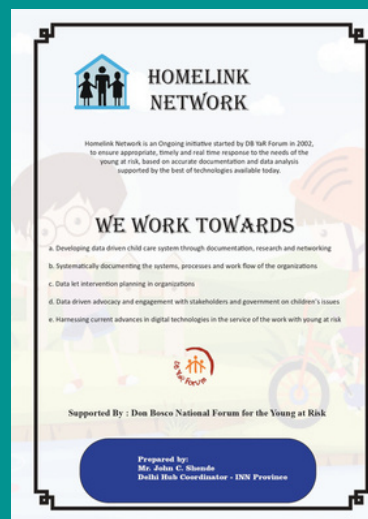 HOMELINK
NETWORK
Homelink Network is an Ongoing initiative started by DB YaR Forum in 2002,
to ensure appropriate, timely and real time response to the needs of the
young at risk, based on accurate documentation and data analysis
supported by the best of technologies available today.
WE WORK TOWARDS
a. Developing data driven child care system through documentation, research and networking
b. Systematically documenting the systems, processes and work flow of the organizations
c. Data let intervention planning in organizations
d. Data driven advocacy and engagement with stakeholders and government on children's issues
e. Harnessing current advances in digital technologies in the service of the work with young at risk
DB YaR Forum
Supported By : Don Bosco National Forum for the Young at Risk
Prepared by:
Mr. John C. Shende
Delhi Hub Coordinator - INN Province